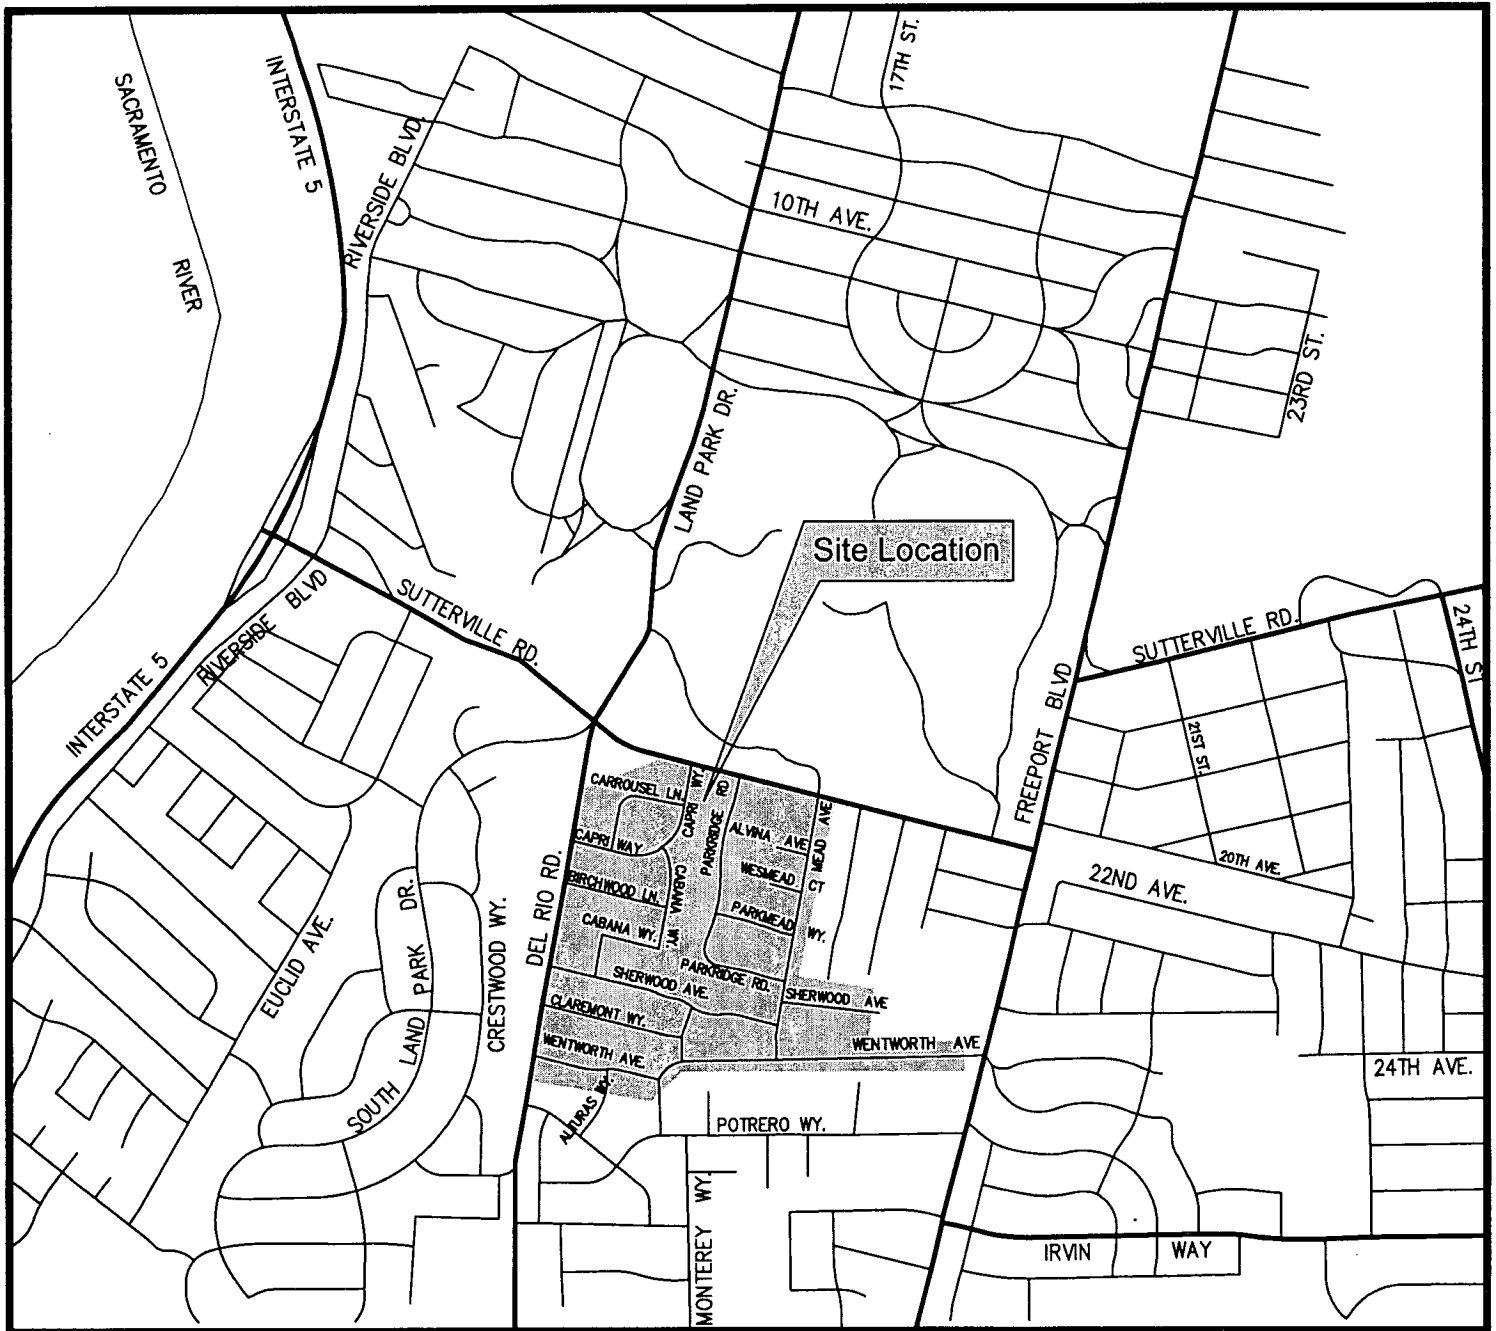 17TH ST.
SACRAMENTO
RIVER
INTERSTATE 5
RIVERSIDE BLVD.
10TH AVE.
23RD ST.
LAND PARK DR.
Site Location
SUTTERVILLE RD.
RIVERSIDE BLVD
INTERSTATE 5
SUTTERVILLE RD.
24TH ST
FREEPORT BLVD
21ST ST.
20TH AVE.
22ND AVE.
CARROUSEL LN.
CAPRI WY.
PARKRIDGE RD
MEAD AVE
ALVINA AVE
CAPRI WAY
WESMEAD CT
BIRCHWOOD LN.
CABANA WY.
PARKMEAD WY.
CABANA WY.
DEL RIO RD.
CRESTWOOD WY.
SOUTH LAND PARK DR.
EUCLID AVE.
PARKRIDGE RD.
SHERWOOD AVE.
SHERWOOD AVE
CLAREMONT WY.
WENTWORTH AVE.
WENTWORTH AVE
24TH AVE.
ALTURAS WY.
POTRERO WY.
MONTEREY WY.
IRVIN WAY